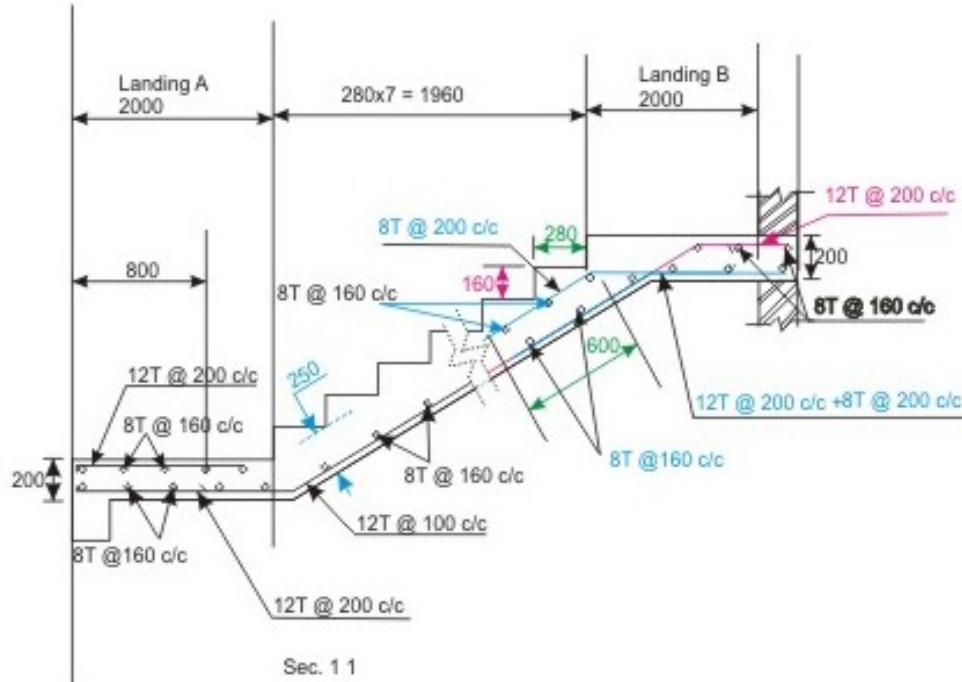 Landing A
2000
280x7 = 1960
Landing B
2000
12T @ 200 c/c
8T @ 200 c/c
280
200
800
160
8T @ 160 c/c
8T @ 160 c/c
600
250
12T @ 200 c/c
12T @ 200 c/c +8T @ 200 c/c
8T @ 160 c/c
8T @160 c/c
8T @ 160 c/c
200
12T @ 100 c/c
8T @160 c/c
12T @ 200 c/c
Sec. 1 1